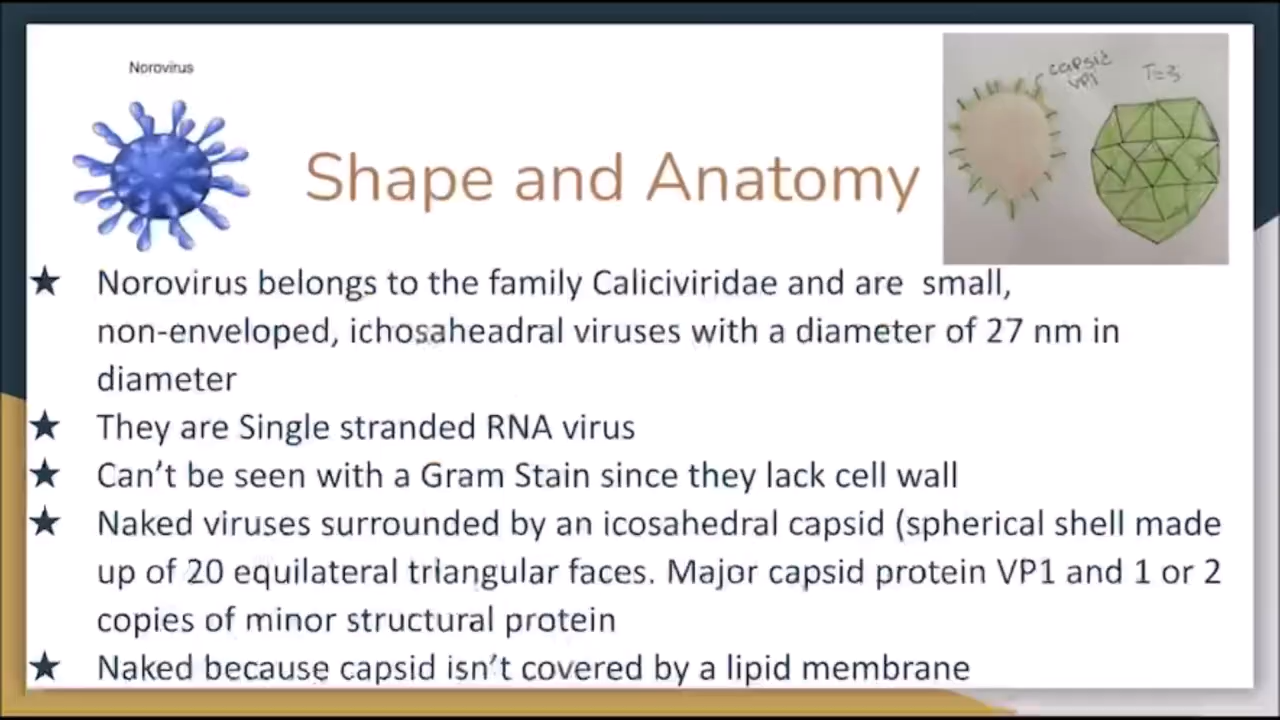 Norovirus
capsid
VP1
T=3
Shape and Anatomy
★ Norovirus belongs to the family Caliciviridae and are small,
non-enveloped, ichosaheadral viruses with a diameter of 27 nm in
diameter
★ They are Single stranded RNA virus
★ Can't be seen with a Gram Stain since they lack cell wall
★ Naked viruses surrounded by an icosahedral capsid (spherical shell made
up of 20 equilateral triangular faces. Major capsid protein VP1 and 1 or 2
copies of minor structural protein
★ Naked because capsid isn't covered by a lipid membrane